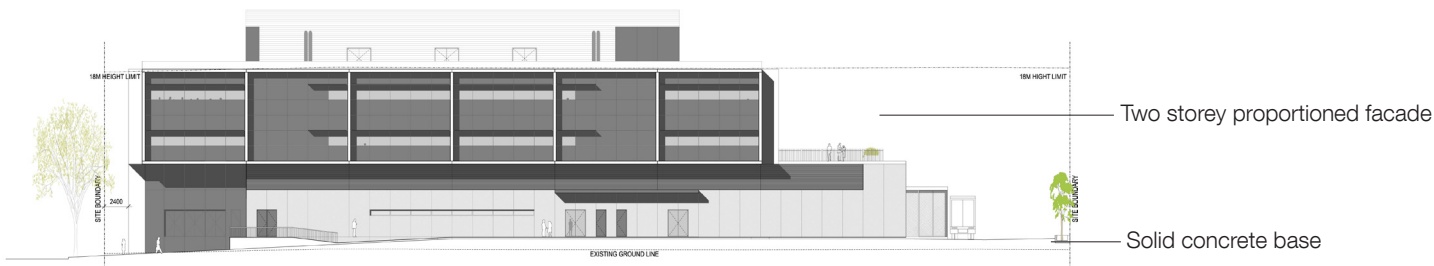 18M HEIGHT LIMIT
18M HIGHT LIMIT
Two storey proportioned facade
SITE BOUNDARY
2400
SITE BOUNDARY
Solid concrete base
EXISTING GROUND LINE